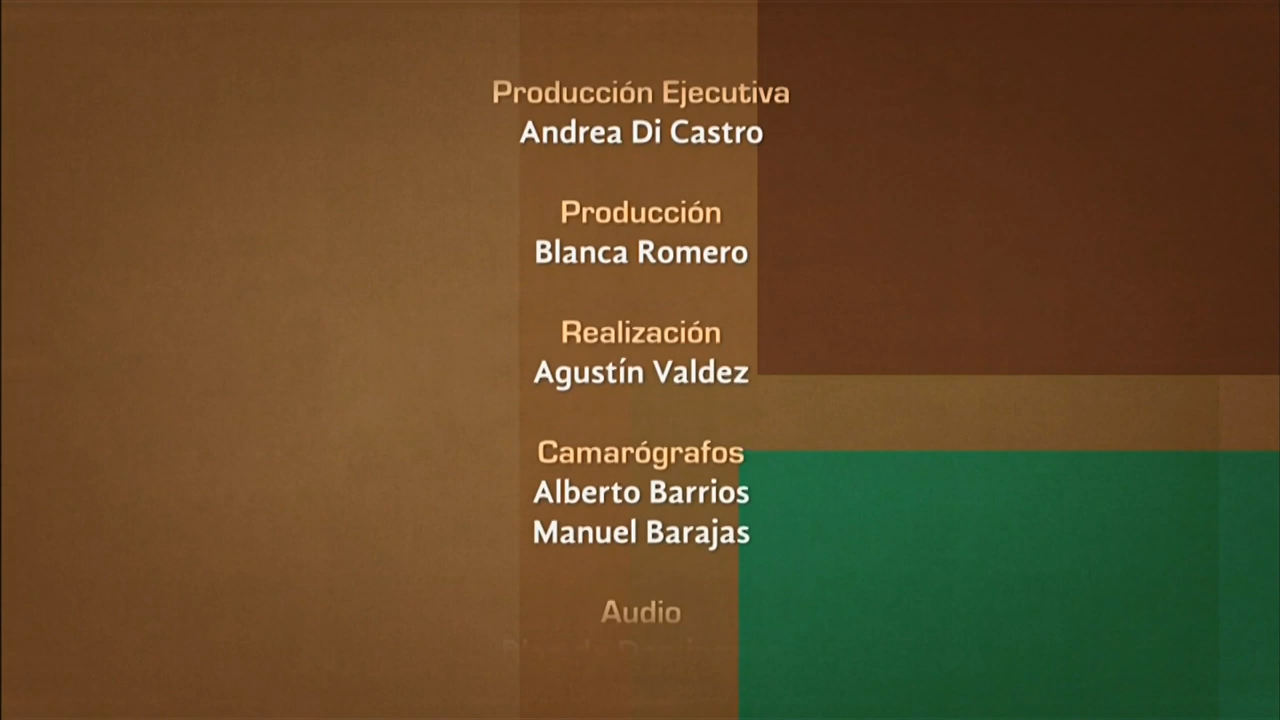 Producción Ejecutiva
Andrea Di Castro
Producción
Blanca Romero
Realización
Agustín Valdez
Camarógrafos
Alberto Barrios
Manuel Barajas
Audio